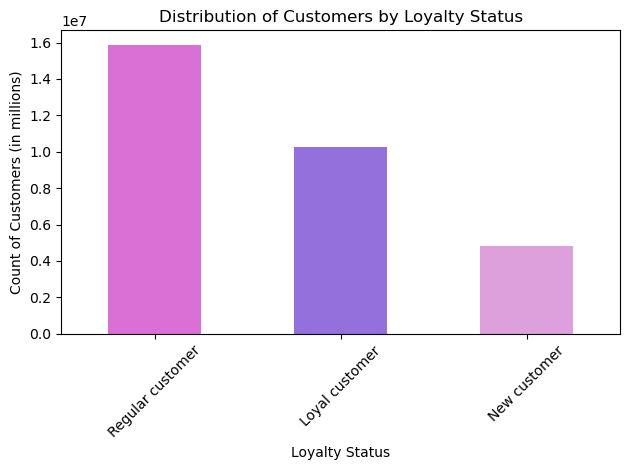 Distribution of Customers by Loyalty Status
1e7
1.6
1.4
1.2
1.0
0.8
0.6
0.4
0.2
0.0
Count of Customers (in millions)
Regular customer
Loyal customer
New customer
Loyalty Status